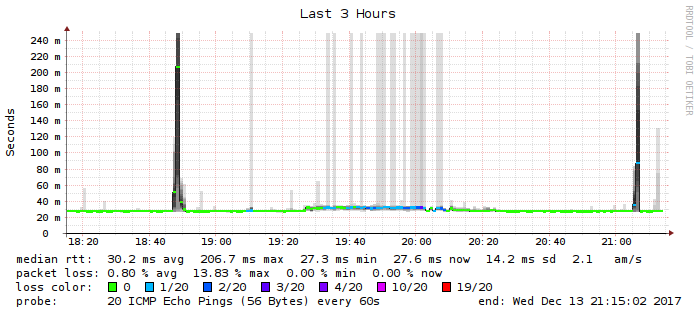 Last 3 Hours
RRDTOOL / TOBI OETIKER
Seconds
240 m
220 m
200 m
180 m
160 m
140 m
120 m
100 m
80 m
60 m
40 m
20 m
0
18:20 18:40 19:00 19:20 19:40 20:00 20:20 20:40 21:00
median rtt: 30.2 ms avg 206.7 ms max 27.3 ms min 27.6 ms now 14.2 ms sd 2.1 am/s
packet loss: 0.80 % avg 13.83 % max 0.00 % min 0.00 % now
loss color: 0 1/20 2/20 3/20 4/20 10/20 19/20
probe: 20 ICMP Echo Pings (56 Bytes) every 60s end: Wed Dec 13 21:15:02 2017